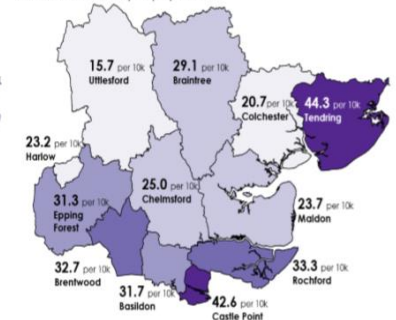 15.7 per 10k
Uttlesford
29.1 per 10k
Braintree
20.7 per 10k
Colchester
44.3 per 10k
Tendring
23.2 per 10k
Harlow
31.3 per 10k
Epping
Forest
25.0 per 10k
Chelmsford
23.7 per 10k
Maldon
32.7 per 10k
Brentwood
31.7 per 10k
Basildon
42.6 per 10k
Castle Point
33.3 per 10k
Rochford